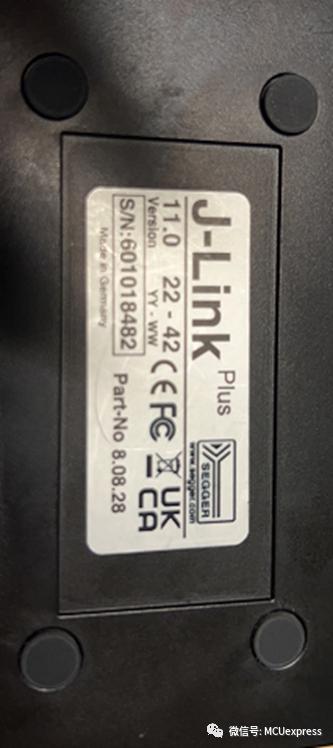 J-Link Plus
SEGGER
www.segger.com
11.0 22 - 42 CE FC UK CA
Version YY - WW
S/N:601018482 Part-No 8.08.28
Made in Germany
微信号: MCUexpress